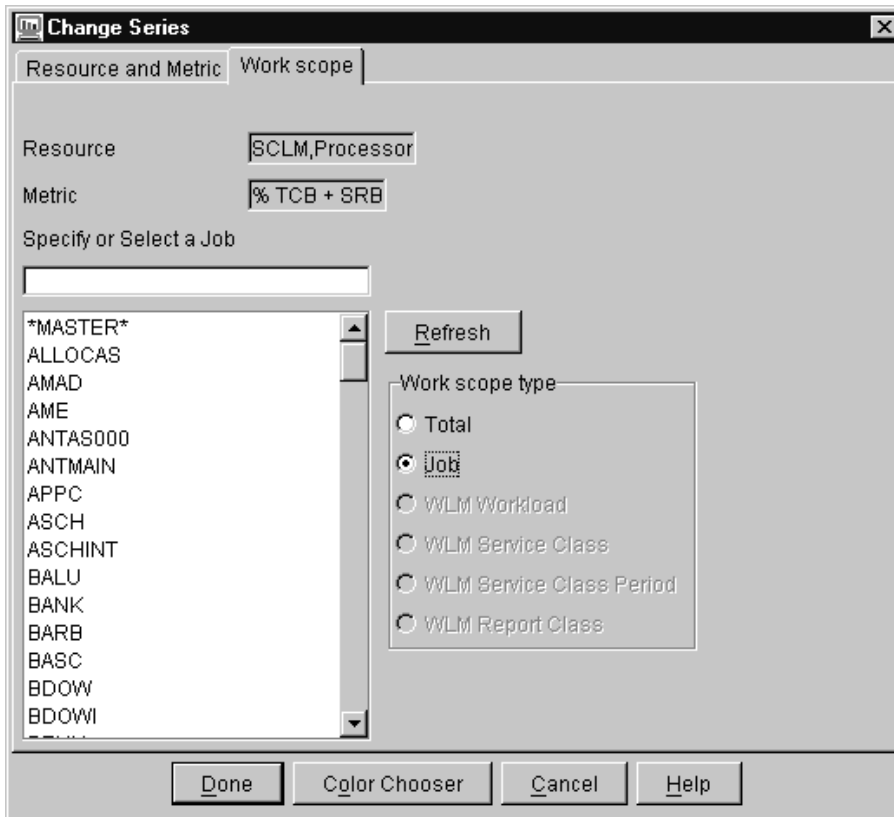 Change Series
Resource and Metric
Work scope
Resource
SCLM,Processor
Metric
% TCB + SRB
Specify or Select a Job
*MASTER*
ALLOCAS
AMAD
AME
ANTAS000
ANTMAIN
APPC
ASCH
ASCHINT
BALU
BANK
BARB
BASC
BDOW
BDOWI
Refresh
Work scope type
Total
Job
WLM Workload
WLM Service Class
WLM Service Class Period
WLM Report Class
Done
Color Chooser
Cancel
Help